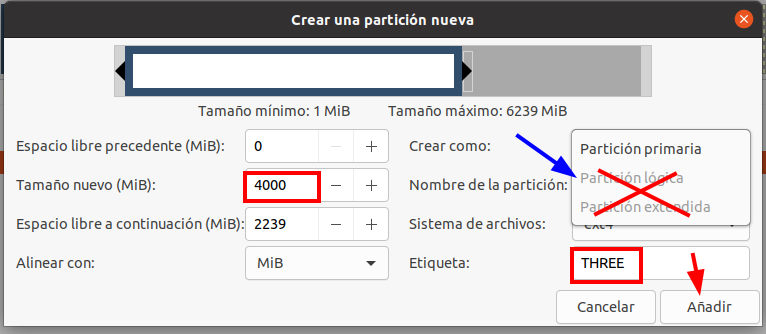 Crear una partición nueva
Tamaño mínimo: 1 MiB Tamaño máximo: 6239 MiB
Espacio libre precedente (MiB): 0 Crear como: Partición primaria
Tamaño nuevo (MiB): 4000 Nombre de la partición: Partición lógica
Partición extendida
Espacio libre a continuación (MiB): 2239 Sistema de archivos: ext4
Alinear con: MiB Etiqueta: THREE
Cancelar Añadir